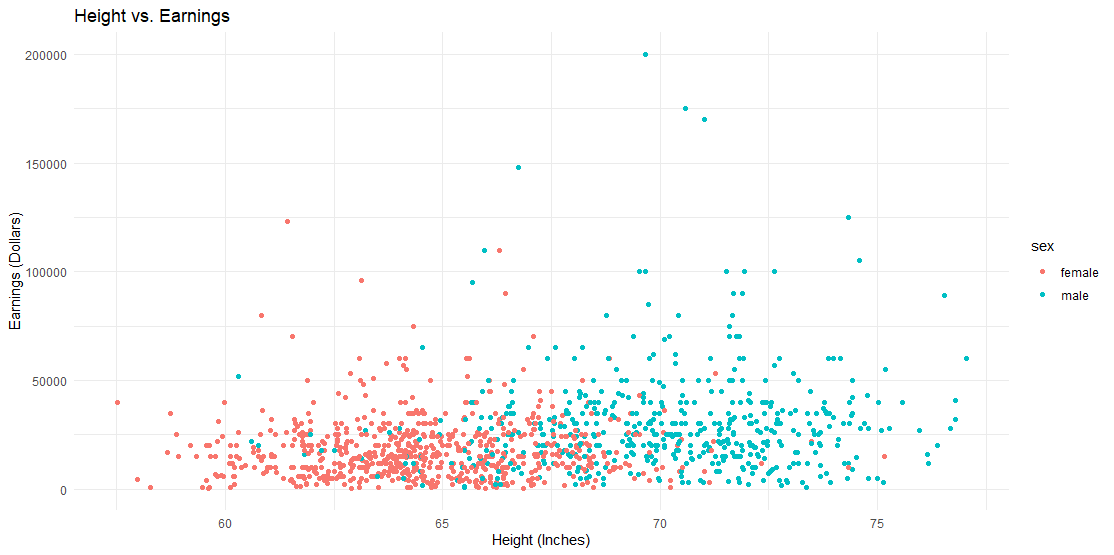 Height vs. Earnings
Earnings (Dollars)
200000
150000
100000
50000
0
60 65 70 75
Height (Inches)
sex
female
male